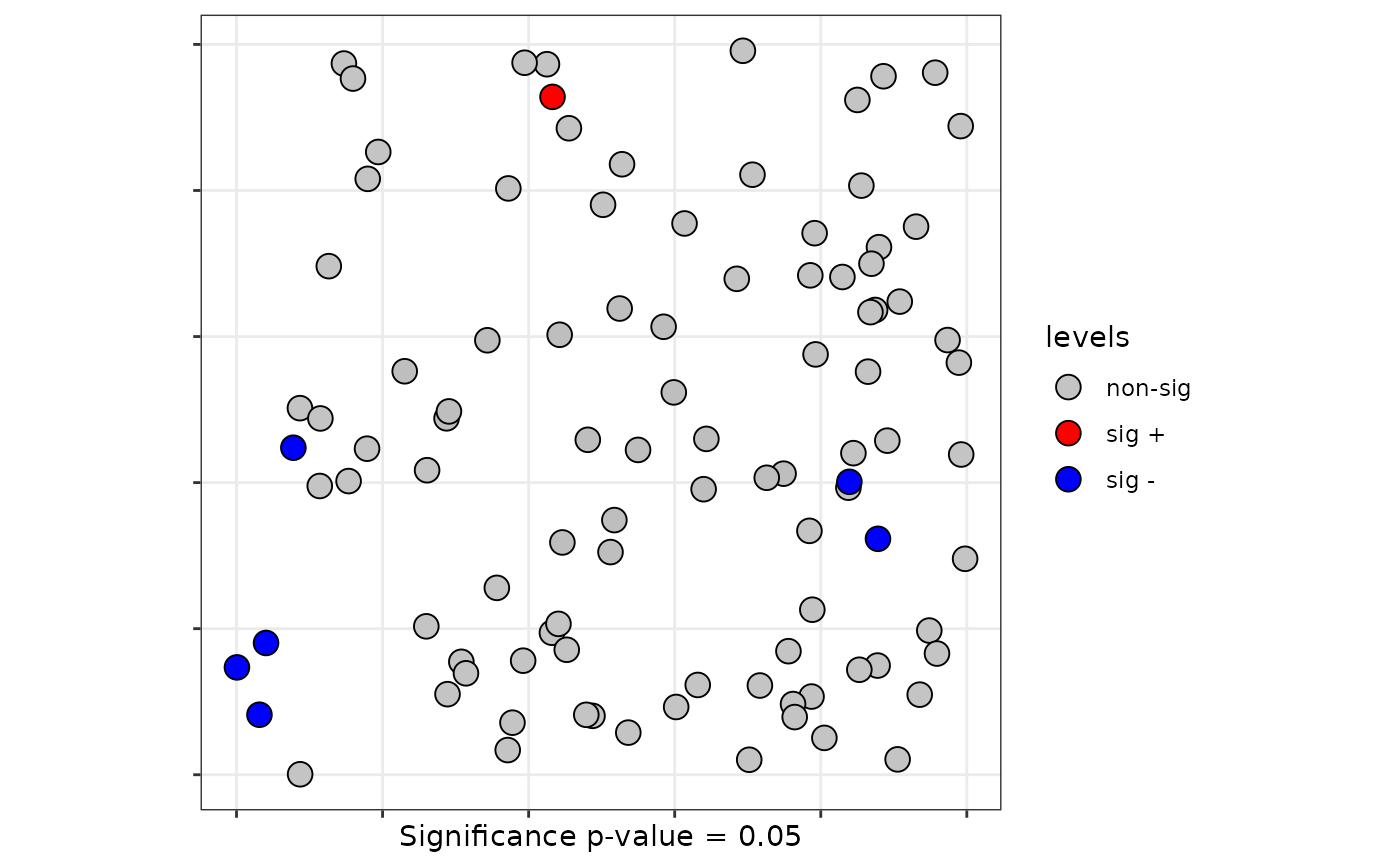 levels
non-sig
sig +
sig -
Significance p-value = 0.05